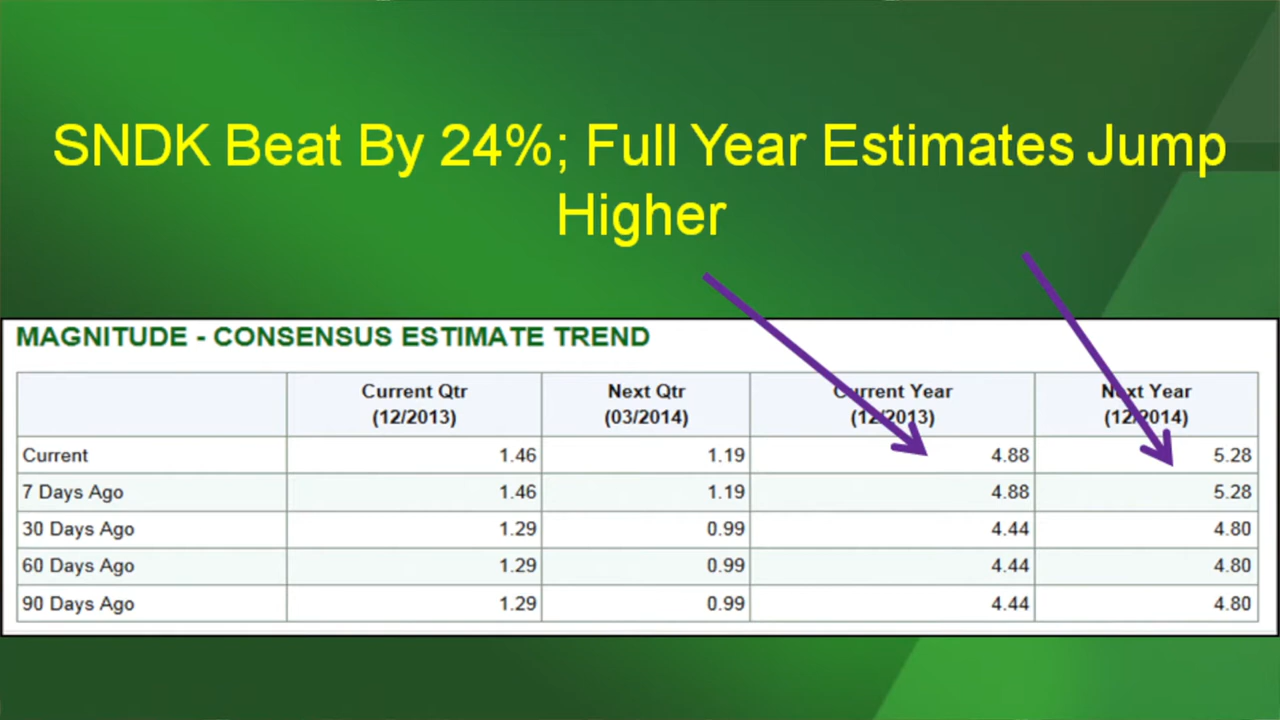 SNDK Beat By 24%; Full Year Estimates Jump
Higher
MAGNITUDE - CONSENSUS ESTIMATE TREND
Current Qtr Next Qtr Current Year Next Year
(12/2013) (03/2014) (12/2013) (12/2014)
Current 1.46 1.19 4.88 5.28
7 Days Ago 1.46 1.19 4.88 5.28
30 Days Ago 1.29 0.99 4.44 4.80
60 Days Ago 1.29 0.99 4.44 4.80
90 Days Ago 1.29 0.99 4.44 4.80